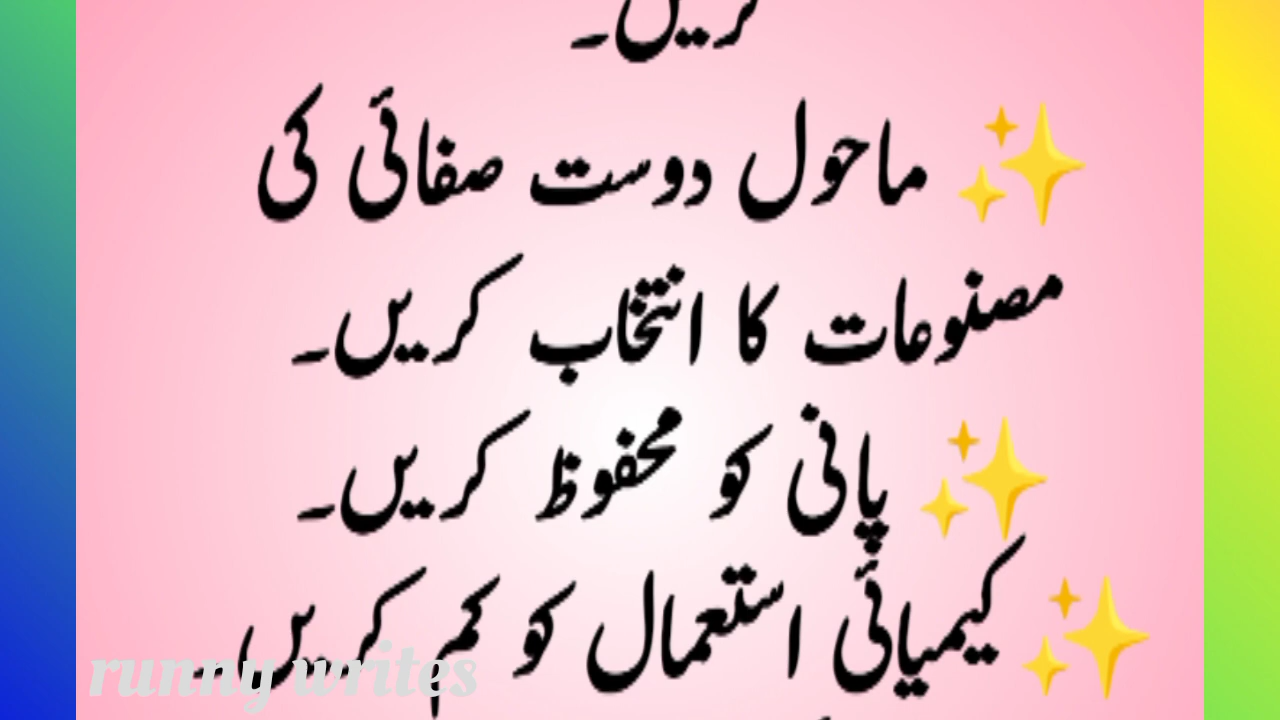 کریں۔
✨ ماحول دوست صفائی کی
مصنوعات کا انتخاب کریں۔
✨ پانی کو محفوظ کریں۔
✨ کیمیائی استعمال کو کم کریں
runny writes